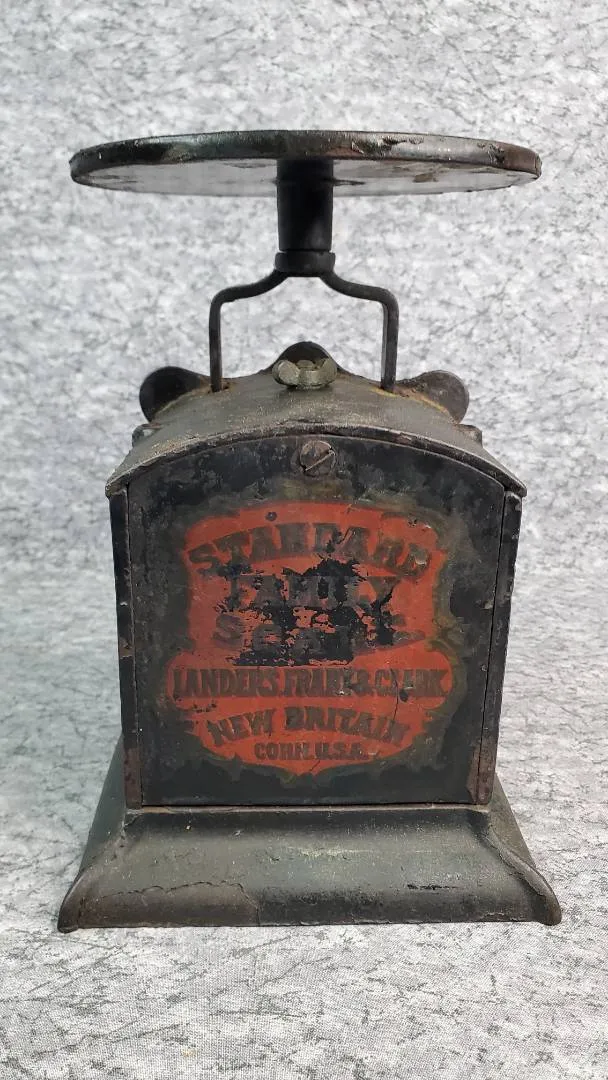 STANDARD
FAMILY
SCALE
LANDERS, FRARY & CLARK.
NEW BRITAIN
CONN. U.S.A.